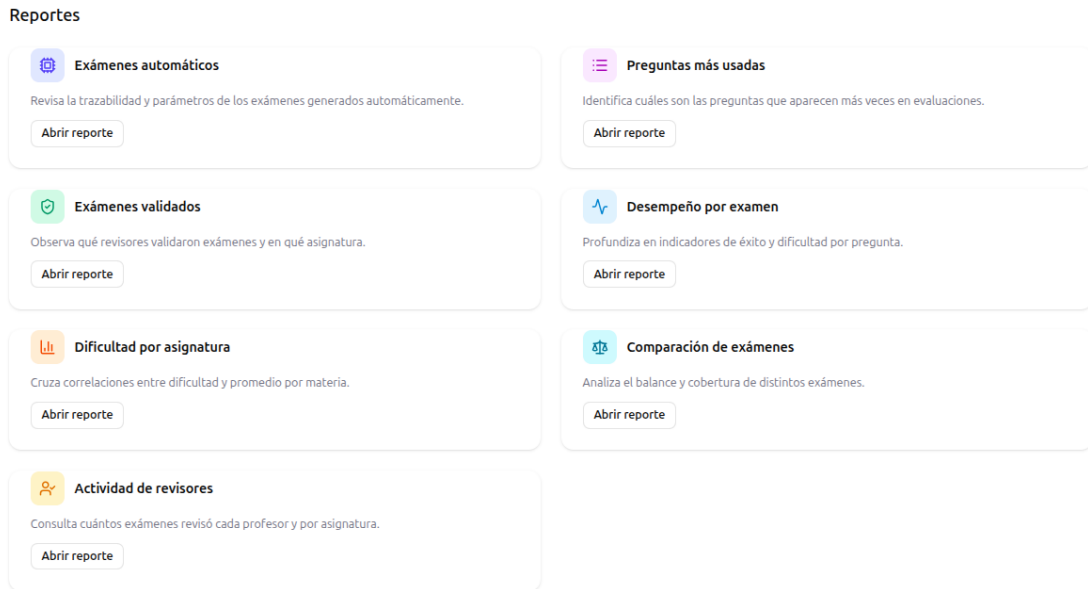 Reportes
Exámenes automáticos
Revisa la trazabilidad y parámetros de los exámenes generados automáticamente.
Abrir reporte
Preguntas más usadas
Identifica cuáles son las preguntas que aparecen más veces en evaluaciones.
Abrir reporte
Exámenes validados
Observa qué revisores validaron exámenes y en qué asignatura.
Abrir reporte
Desempeño por examen
Profundiza en indicadores de éxito y dificultad por pregunta.
Abrir reporte
Dificultad por asignatura
Cruza correlaciones entre dificultad y promedio por materia.
Abrir reporte
Comparación de exámenes
Analiza el balance y cobertura de distintos exámenes.
Abrir reporte
Actividad de revisores
Consulta cuántos exámenes revisó cada profesor y por asignatura.
Abrir reporte